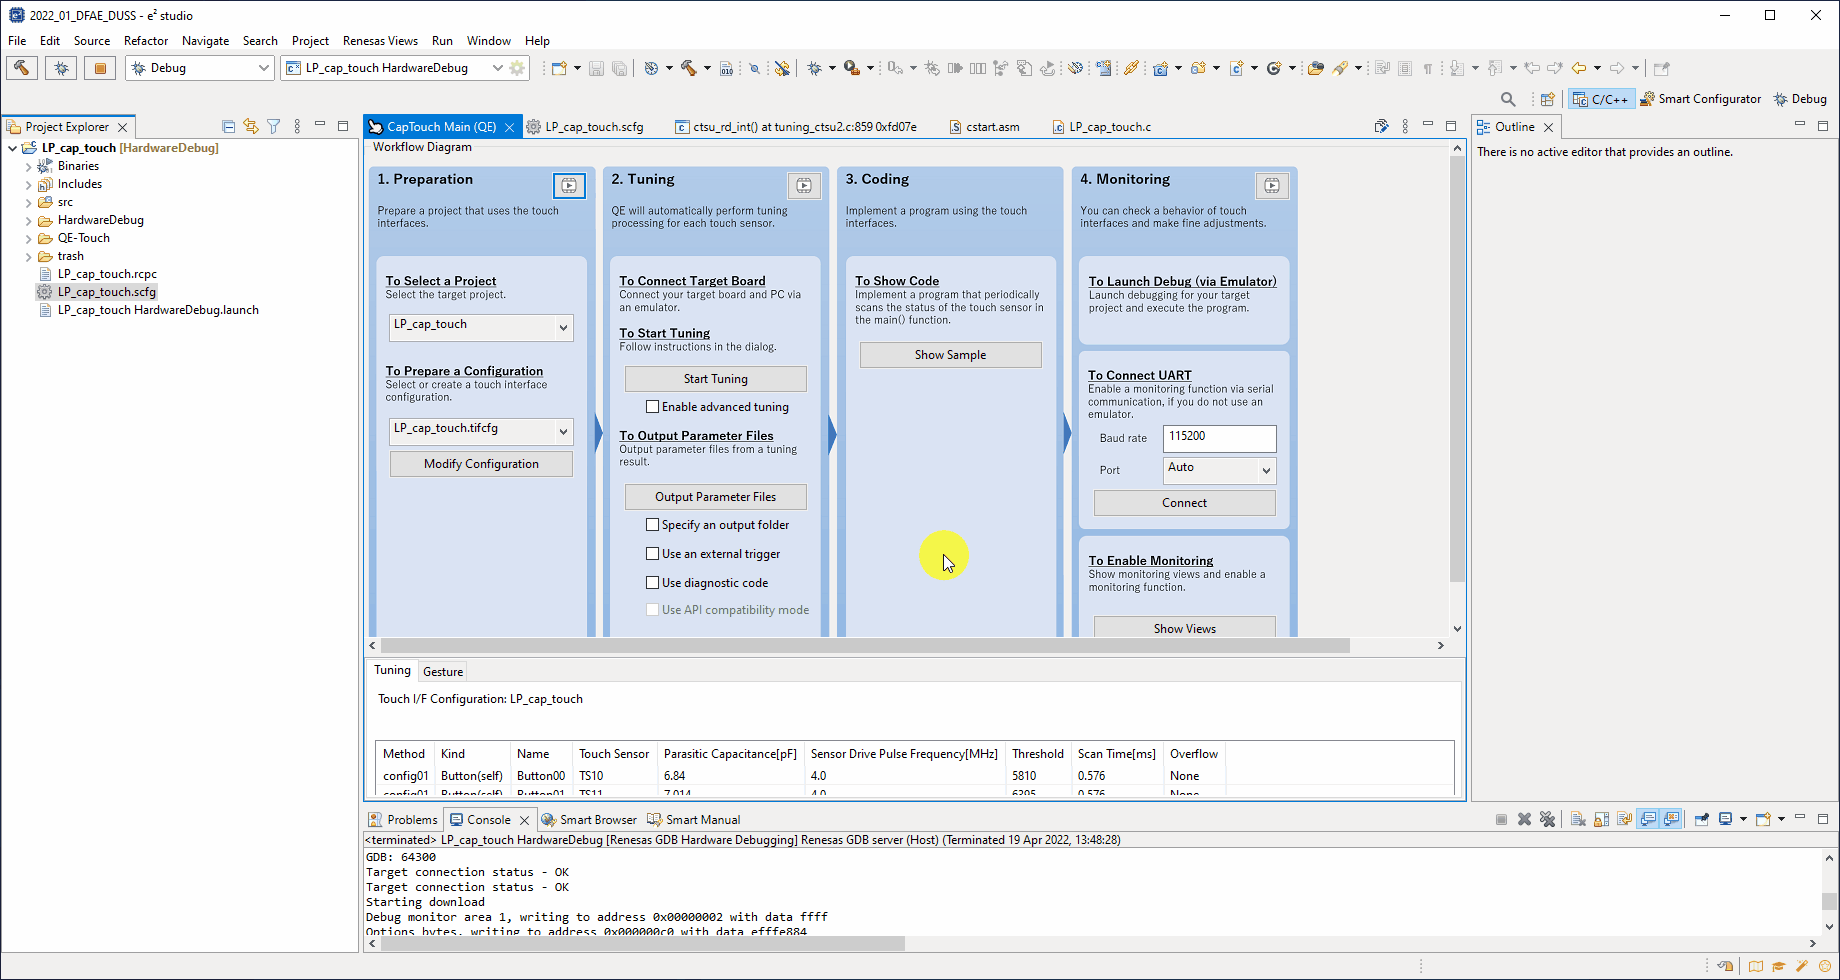 2022_01_DFAE_DUSS - e² studio
File Edit Source Refactor Navigate Search Project Renesas Views Run Window Help
Debug
LP_cap_touch HardwareDebug
C/C++ Smart Configurator Debug
Project Explorer
LP_cap_touch [HardwareDebug]
Binaries
Includes
src
HardwareDebug
QE-Touch
trash
LP_cap_touch.rcpc
LP_cap_touch.scfg
LP_cap_touch HardwareDebug.launch
CapTouch Main (QE) LP_cap_touch.scfg ctsu_rd_int() at tuning_ctsu2.c:859 0xfd07e cstart.asm LP_cap_touch.c
Workflow Diagram
1. Preparation
Prepare a project that uses the touch
interfaces.
To Select a Project
Select the target project.
LP_cap_touch
To Prepare a Configuration
Select or create a touch interface
configuration.
LP_cap_touch.tifcfg
Modify Configuration
2. Tuning
QE will automatically perform tuning
processing for each touch sensor.
To Connect Target Board
Connect your target board and PC via
an emulator.
To Start Tuning
Follow instructions in the dialog.
Start Tuning
Enable advanced tuning
To Output Parameter Files
Output parameter files from a tuning
result.
Output Parameter Files
Specify an output folder
Use an external trigger
Use diagnostic code
Use API compatibility mode
3. Coding
Implement a program using the touch
interfaces.
To Show Code
Implement a program that periodically
scans the status of the touch sensor in
the main() function.
Show Sample
4. Monitoring
You can check a behavior of touch
interfaces and make fine adjustments.
To Launch Debug (via Emulator)
Launch debugging for your target
project and execute the program.
To Connect UART
Enable a monitoring function via serial
communication, if you do not use an
emulator.
Baud rate 115200
Port Auto
Connect
To Enable Monitoring
Show monitoring views and enable a
monitoring function.
Show Views
Outline
There is no active editor that provides an outline.
Tuning Gesture
Touch I/F Configuration: LP_cap_touch
Method Kind Name Touch Sensor Parasitic Capacitance[pF] Sensor Drive Pulse Frequency[MHz] Threshold Scan Time[ms] Overflow
config01 Button(self) Button00 TS10 6.84 4.0 5810 0.576 None
config01 Button(self) Button01 TS11 7.014 4.0 6395 0.576 None
Problems Console Smart Browser Smart Manual
<terminated> LP_cap_touch HardwareDebug [Renesas GDB Hardware Debugging] Renesas GDB server (Host) (Terminated 19 Apr 2022, 13:48:28)
GDB: 64300
Target connection status - OK
Target connection status - OK
Starting download
Debug monitor area 1, writing to address 0x00000002 with data ffff
Options bytes, writing to address 0x000000c0 with data efffe884